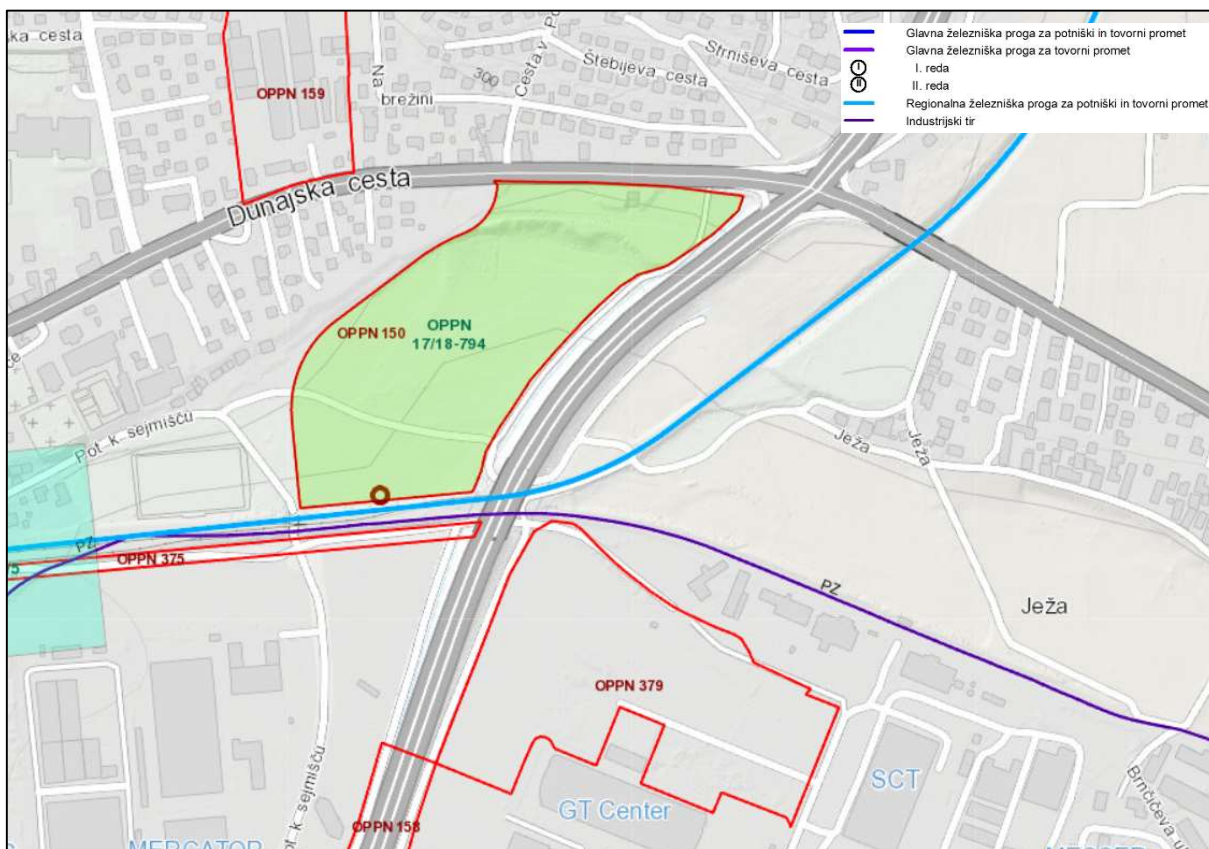 ska cesta
Na
brežini
300
Štebijeva cesta
Strniševa cesta
Glavna železniška proga za potniški in tovorni promet
Glavna železniška proga za tovorni promet
I I. reda
II II. reda
Regionalna železniška proga za potniški in tovorni promet
Industrijski tir
OPPN 159
Dunajska cesta
OPPN 150
OPPN
17/18-794
Pot k sejmišču
Ježa
Ježa
PZ
OPPN 375
PZ
Ježa
OPPN 379
Pot k sejmišču
SCT
GT Center
OPPN 158
MERCATOR
MESSER